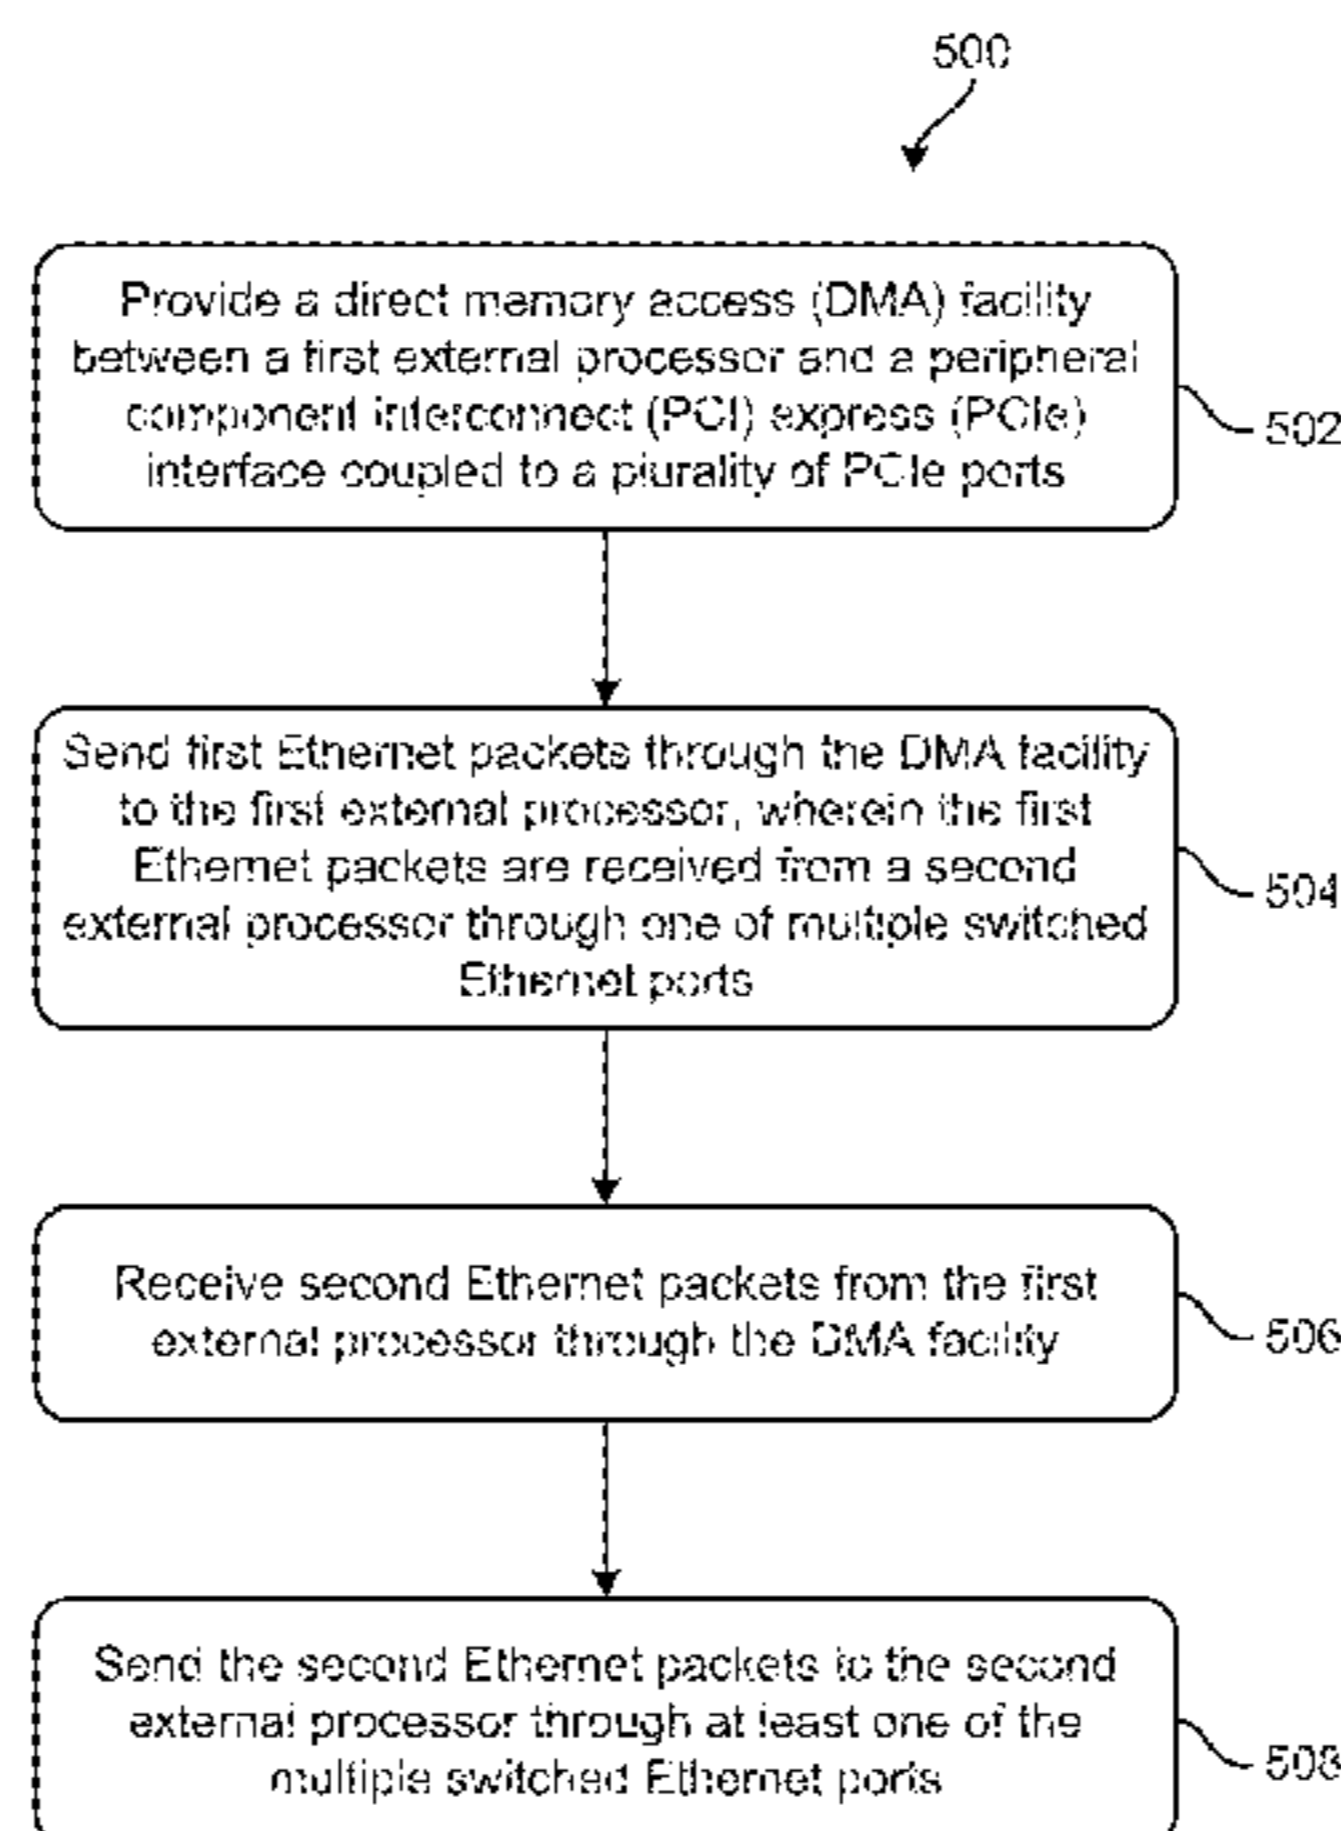 500
Provide a direct memory access (DMA) facility
between a first external processor and a peripheral
component interconnect (PCI) express (PCIe)
interface coupled to a plurality of PCIe ports
502
Send first Ethernet packets through the DMA facility
to the first external processor, wherein the first
Ethernet packets are received from a second
external processor through one of multiple switched
Ethernet ports
504
Receive second Ethernet packets from the first
external processor through the DMA facility
506
Send the second Ethernet packets to the second
external processor through at least one of the
multiple switched Ethernet ports
508